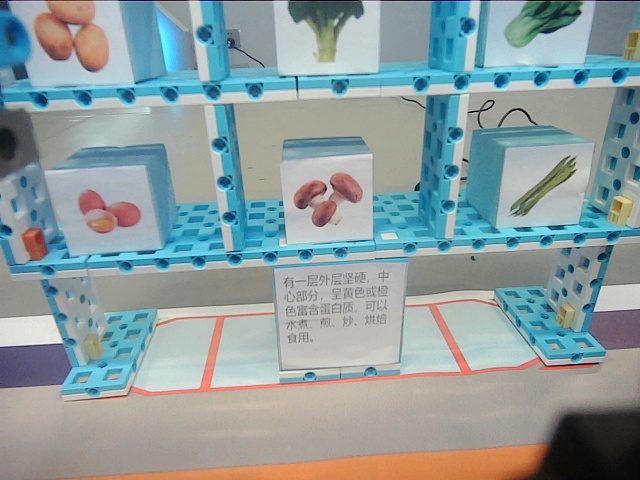 有一层外层坚硬，中
心部分，呈黄色或橙
色富含蛋白质，可以
水煮、煎、炒、烘焙
食用。